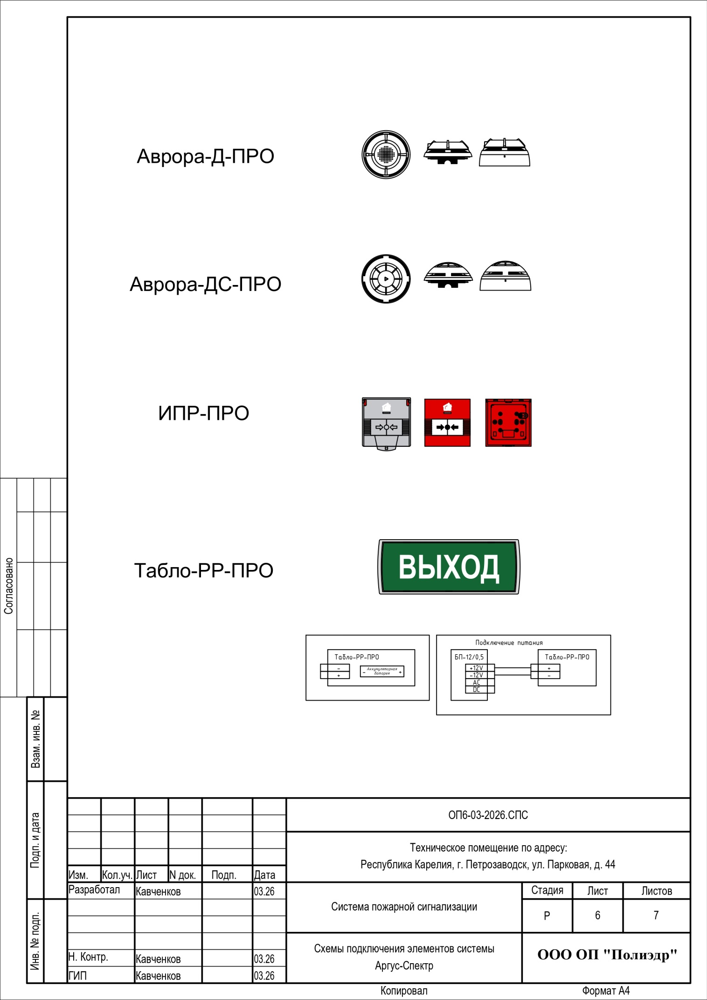 Аврора-Д-ПРО
Аврора-ДС-ПРО
ИПР-ПРО
Табло-РР-ПРО
ВЫХОД
Табло-РР-ПРО
-
+
- Аккумуляторная +
батарея
Подключение питания
БП-12/0,5
+12V
-12V
AC
DC
Табло-РР-ПРО
+
-
Согласовано
Взам. инв. №
Подп. и дата
Инв. № подп.
ОП6-03-2026.СПС
Техническое помещение по адресу:
Республика Карелия, г. Петрозаводск, ул. Парковая, д. 44
Изм. Кол.уч. Лист N док. Подп. Дата
Разработал Кавченков 03.26
Н. Контр. Кавченков 03.26
ГИП Кавченков 03.26
Система пожарной сигнализации
Стадия Лист Листов
Р 6 7
Схемы подключения элементов системы
Аргус-Спектр
ООО ОП "Полиэдр"
Копировал
Формат А4